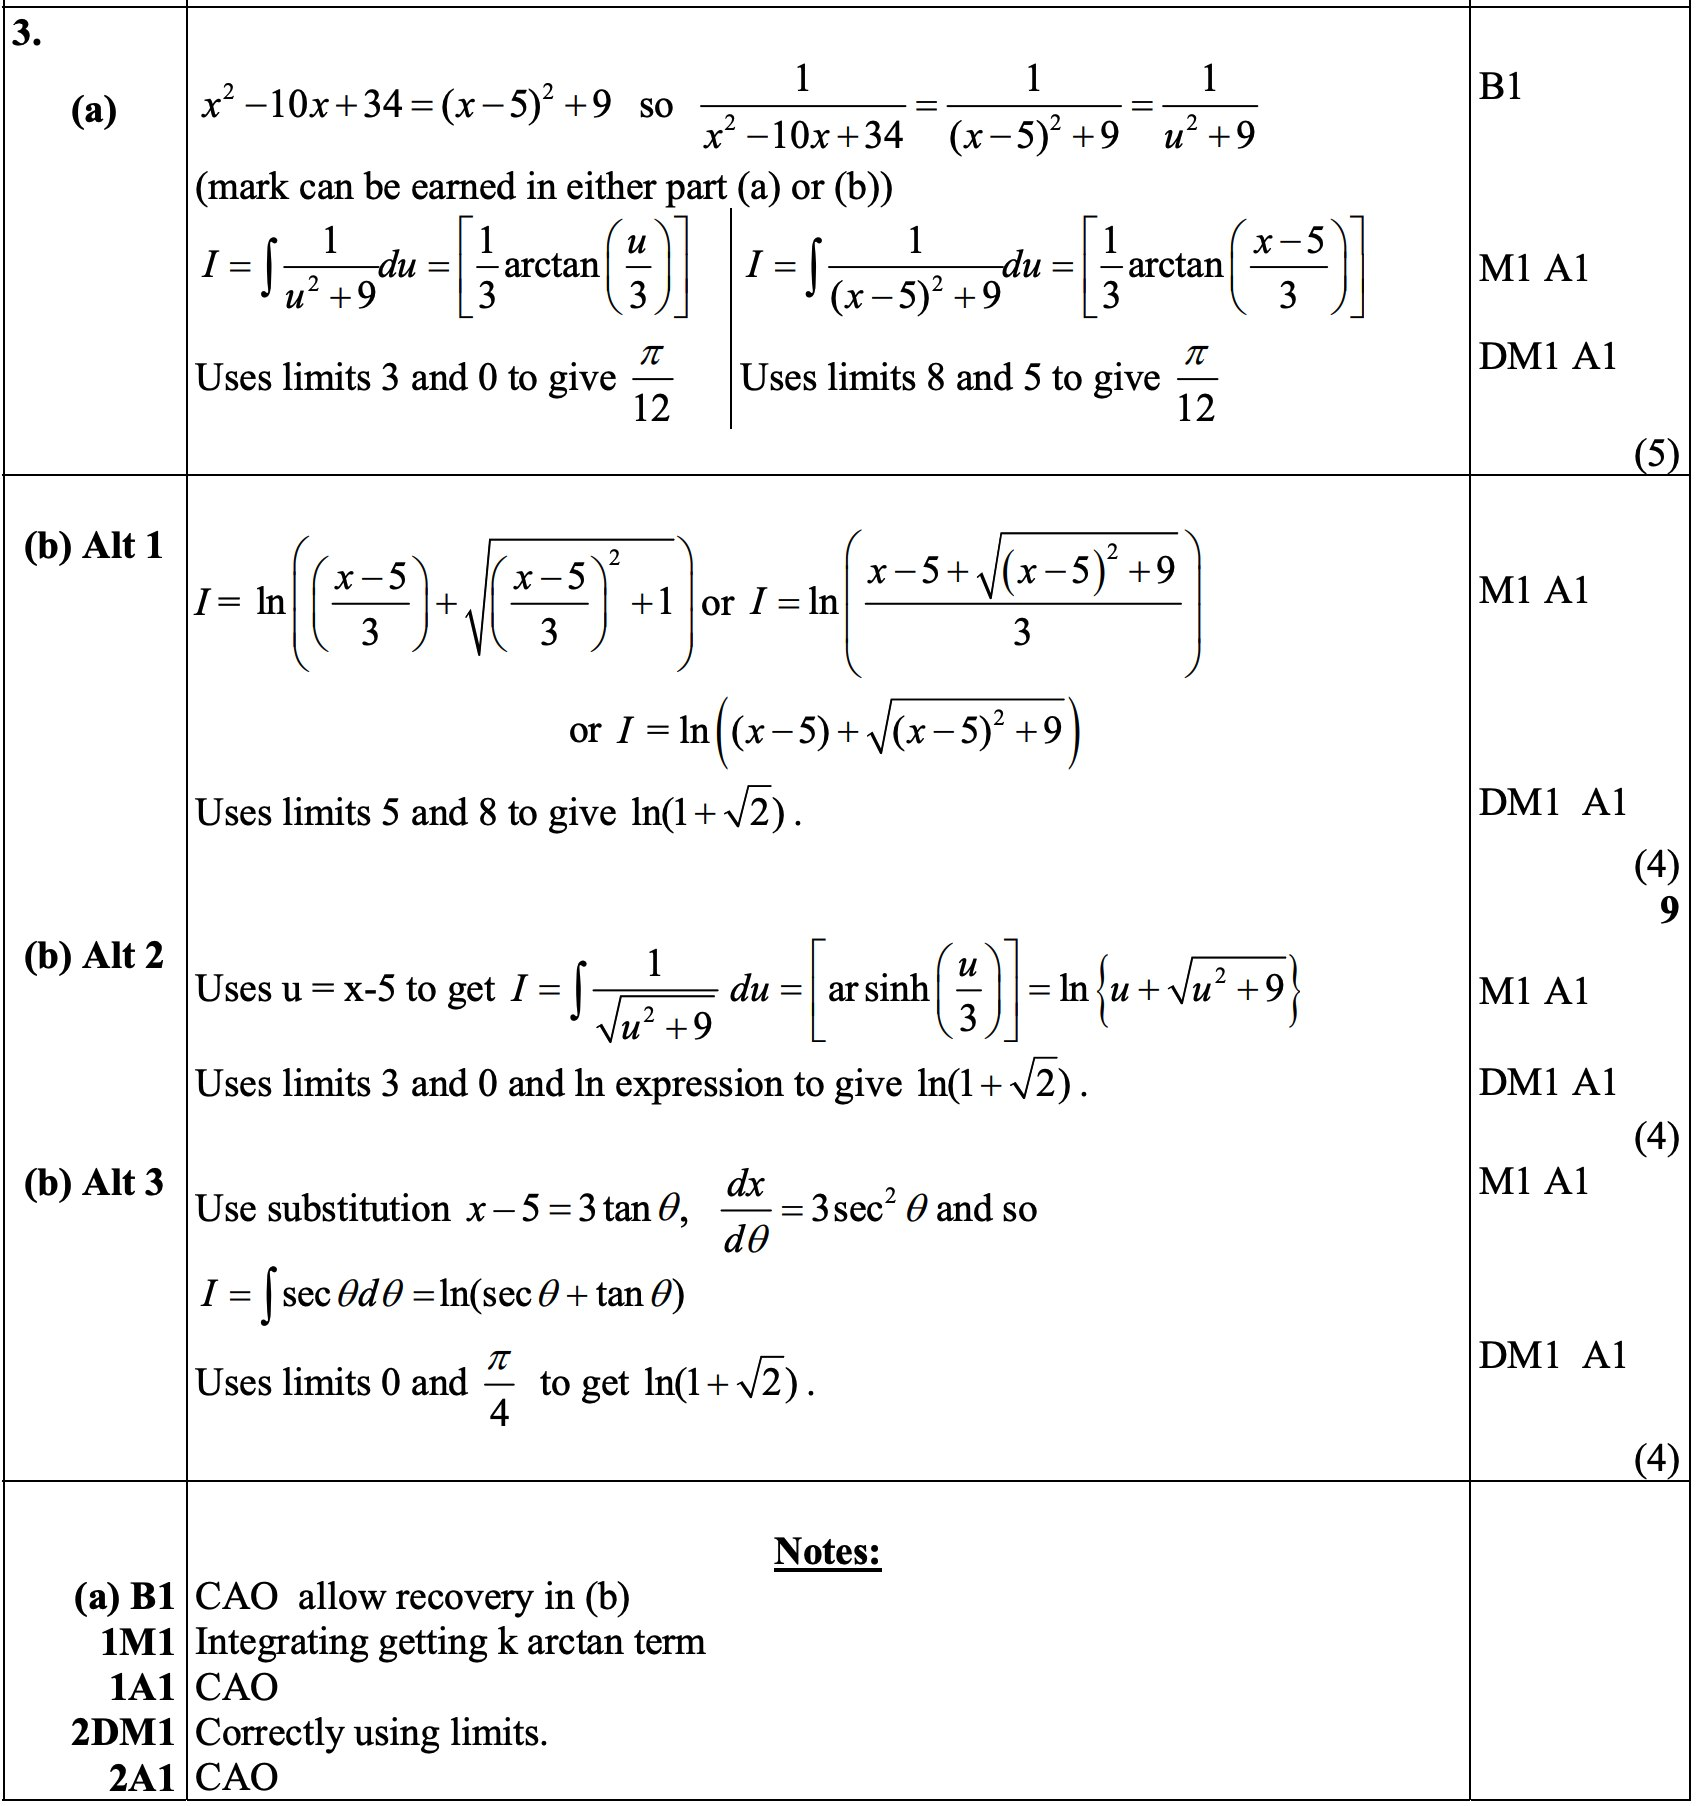 3.
(a) x² − 10x + 34 = (x − 5)² + 9 so 1/(x² − 10x + 34) = 1/((x − 5)² + 9) = 1/(u² + 9) B1
(mark can be earned in either part (a) or (b))
I = ∫ 1/(u² + 9) du = [1/3 arctan(u/3)] I = ∫ 1/((x − 5)² + 9) du = [1/3 arctan((x − 5)/3)] M1 A1
Uses limits 3 and 0 to give π/12 Uses limits 8 and 5 to give π/12 DM1 A1
(5)
(b) Alt 1 I = ln(((x − 5)/3) + √(((x − 5)/3)² + 1)) or I = ln((x − 5 + √((x − 5)² + 9))/3) M1 A1
or I = ln((x − 5) + √((x − 5)² + 9))
Uses limits 5 and 8 to give ln(1 + √2). DM1 A1
(4)
9
(b) Alt 2 Uses u = x-5 to get I = ∫ 1/√(u² + 9) du = [ar sinh(u/3)] = ln{u + √(u² + 9)} M1 A1
Uses limits 3 and 0 and ln expression to give ln(1 + √2). DM1 A1
(4)
(b) Alt 3 Use substitution x − 5 = 3 tan θ, dx/dθ = 3 sec² θ and so M1 A1
I = ∫ sec θdθ = ln(sec θ + tan θ)
Uses limits 0 and π/4 to get ln(1 + √2). DM1 A1
(4)
Notes:
(a) B1 CAO allow recovery in (b)
1M1 Integrating getting k arctan term
1A1 CAO
2DM1 Correctly using limits.
2A1 CAO